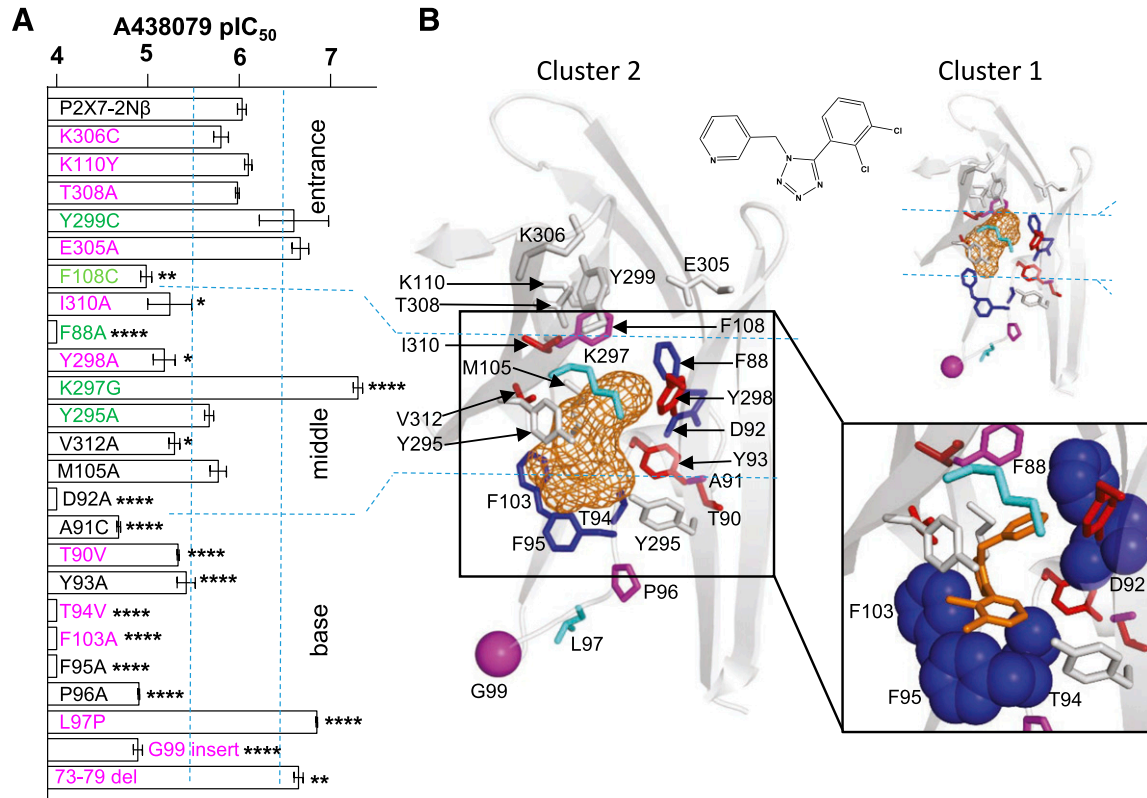 A
A438079 pIC50
4 5 6 7
P2X7-2Nβ
K306C
K110Y
T308A
Y299C
E305A
F108C **
I310A *
F88A ****
Y298A *
K297G ****
Y295A
V312A *
M105A
D92A ****
A91C ****
T90V ****
Y93A ****
T94V ****
F103A ****
F95A ****
P96A ****
L97P ****
G99 insert ****
73-79 del **
entrance
middle
base
B
Cluster 2
N
N
N
N
N
Cl
Cl
Cluster 1
K306
Y299
E305
K110
T308
F108
I310
K297
F88
M105
Y298
V312
D92
Y295
Y93
A91
F103
T94
T90
F95
Y295
P96
L97
G99
F88
D92
F103
F95
T94